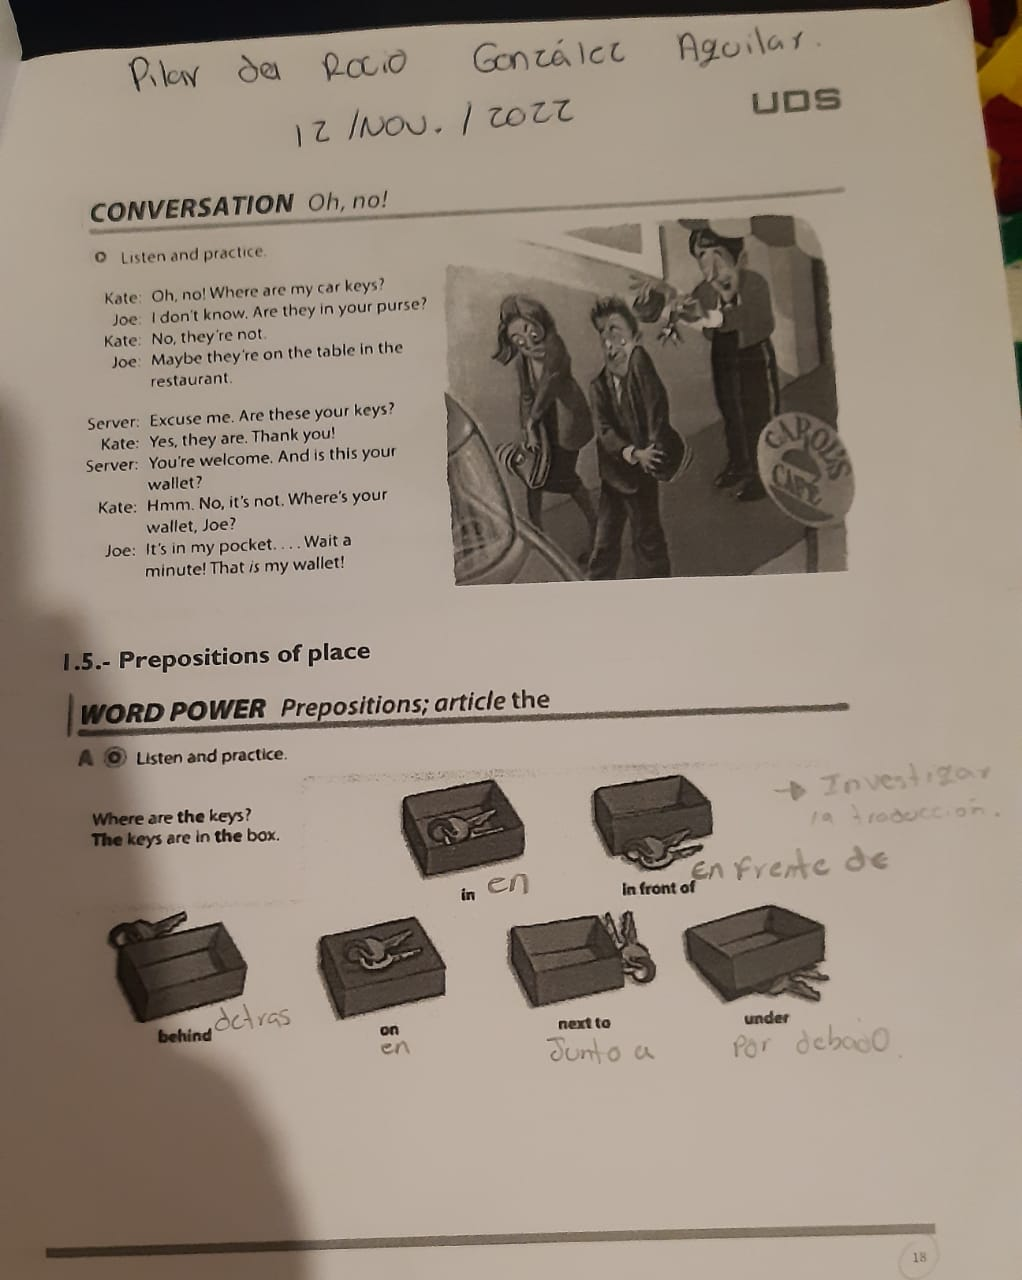 Pilar del Rocio González Aguilar.
12 /NOV. / 2022
UDS
CONVERSATION Oh, no!
Listen and practice.
Kate: Oh, no! Where are my car keys?
Joe: I don't know. Are they in your purse?
Kate: No, they're not.
Joe: Maybe they're on the table in the
restaurant.
Server: Excuse me. Are these your keys?
Kate: Yes, they are. Thank you!
Server: You're welcome. And is this your
wallet?
Kate: Hmm. No, it's not. Where's your
wallet, Joe?
Joe: It's in my pocket. . . . Wait a
minute! That is my wallet!
CAROL'S
CAFE
1.5.- Prepositions of place
WORD POWER Prepositions; article the
A Listen and practice.
Where are the keys?
The keys are in the box.
→ Investigar
la traducción.
in en
in front of En frente de
behind detras
on
en
next to
Junto a
under
Por debajo.
18